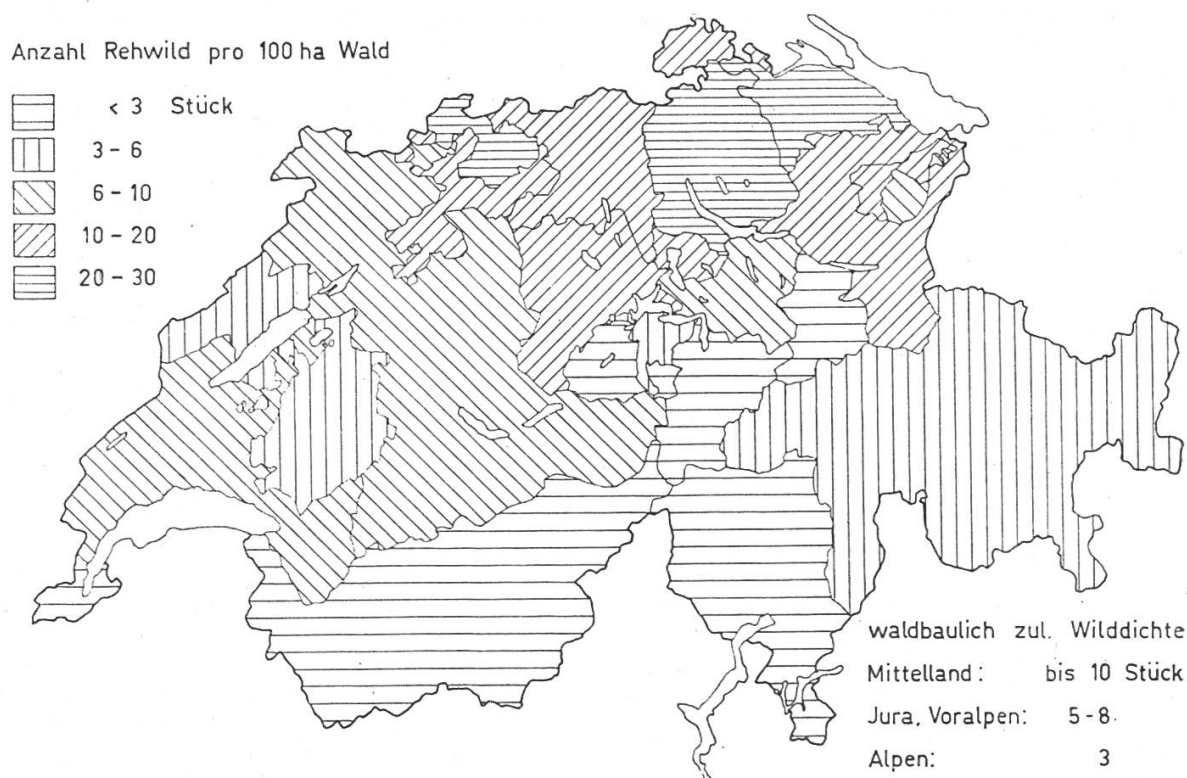 Anzahl Rehwild pro 100 ha Wald
< 3 Stück
3 - 6
6 - 10
10 - 20
20 - 30
waldbaulich zul. Wilddichte
Mittelland: bis 10 Stück
Jura, Voralpen: 5 - 8
Alpen: 3